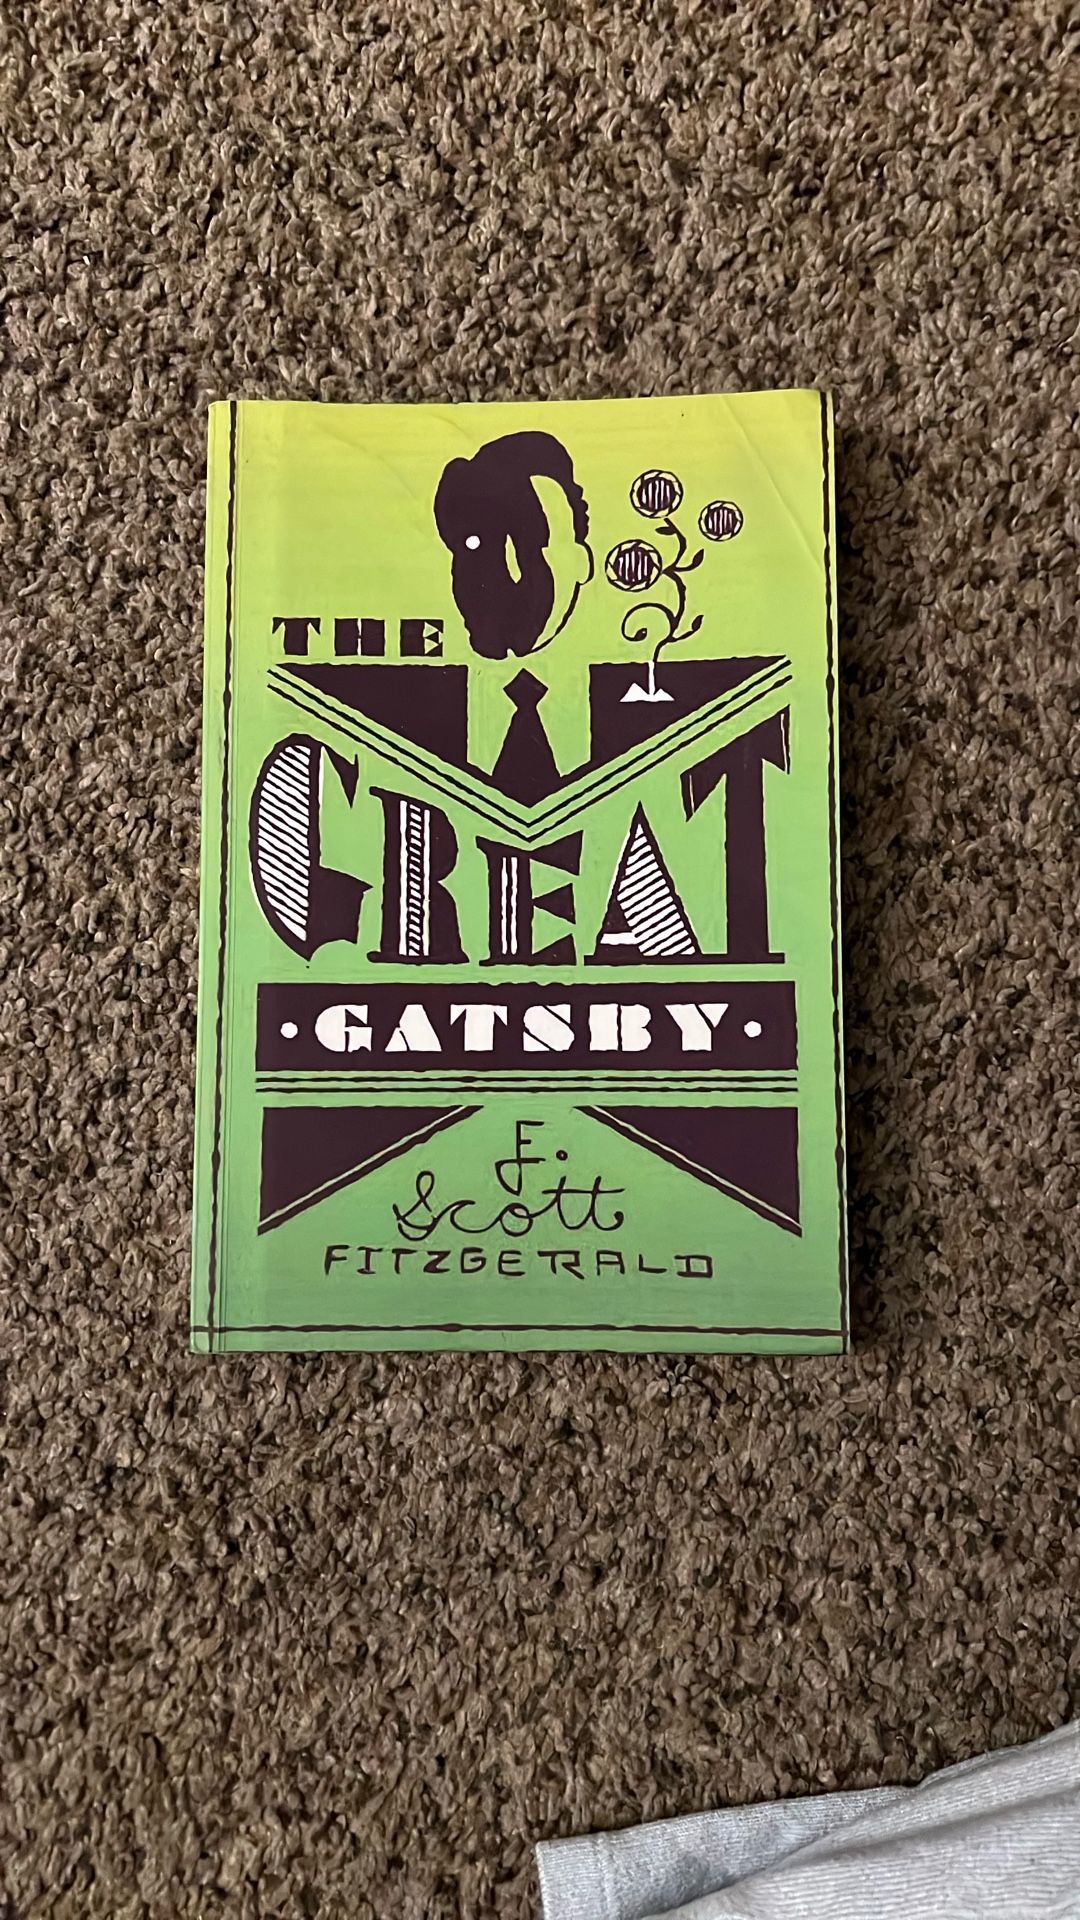 THE
GREAT
· GATSBY ·
F.
Scott
FITZGERALD